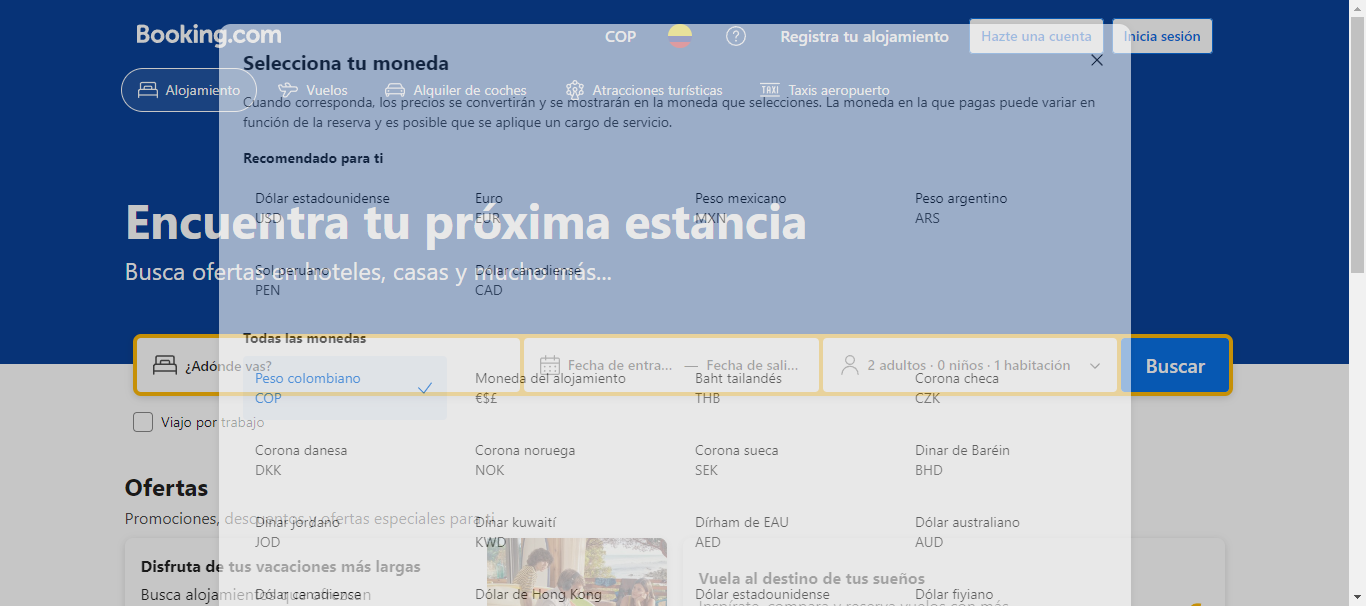 Booking.com
COP
Registra tu alojamiento
Hazte una cuenta
Inicia sesión
Selecciona tu moneda
Alojamiento
Vuelos
Alquiler de coches
Atracciones turísticas
TAXI
Taxis aeropuerto
Cuando corresponda, los precios se convertirán y se mostrarán en la moneda que selecciones. La moneda en la que pagas puede variar en
función de la reserva y es posible que se aplique un cargo de servicio.
Recomendado para ti
Dólar estadounidense
USD
Euro
EUR
Peso mexicano
MXN
Peso argentino
ARS
Encuentra tu próxima estancia
Busca ofertas en hoteles, casas y mucho más...
Sol peruano
PEN
Dólar canadiense
CAD
Todas las monedas
¿Adónde vas?
Fecha de entra... — Fecha de sali...
2 adultos · 0 niños · 1 habitación
Buscar
Peso colombiano
COP
Moneda del alojamiento
€$£
Baht tailandés
THB
Corona checa
CZK
Viajo por trabajo
Corona danesa
DKK
Corona noruega
NOK
Corona sueca
SEK
Dinar de Baréin
BHD
Ofertas
Promociones, descuentos y ofertas especiales para ti
Dinar jordano
JOD
Dinar kuwaití
KWD
Dírham de EAU
AED
Dólar australiano
AUD
Disfruta de tus vacaciones más largas
Busca alojamientos que ofrezcan
Vuela al destino de tus sueños
Inspírate, compara y reserva vuelos con más
Dólar canadiense
Dólar de Hong Kong
Dólar estadounidense
Dólar fiyiano